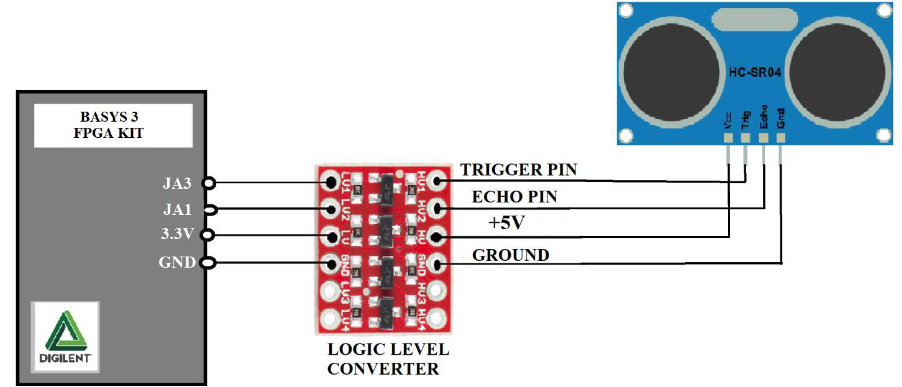 BASYS 3
FPGA KIT
JA3
JA1
3.3V
GND
DIGILENT
LV1
LV2
LV
GND
LV3
LV4
HV1
HV2
HV
GND
HV3
HV4
LOGIC LEVEL
CONVERTER
TRIGGER PIN
ECHO PIN
+5V
GROUND
HC-SR04
Vcc
Trig
Echo
Gnd